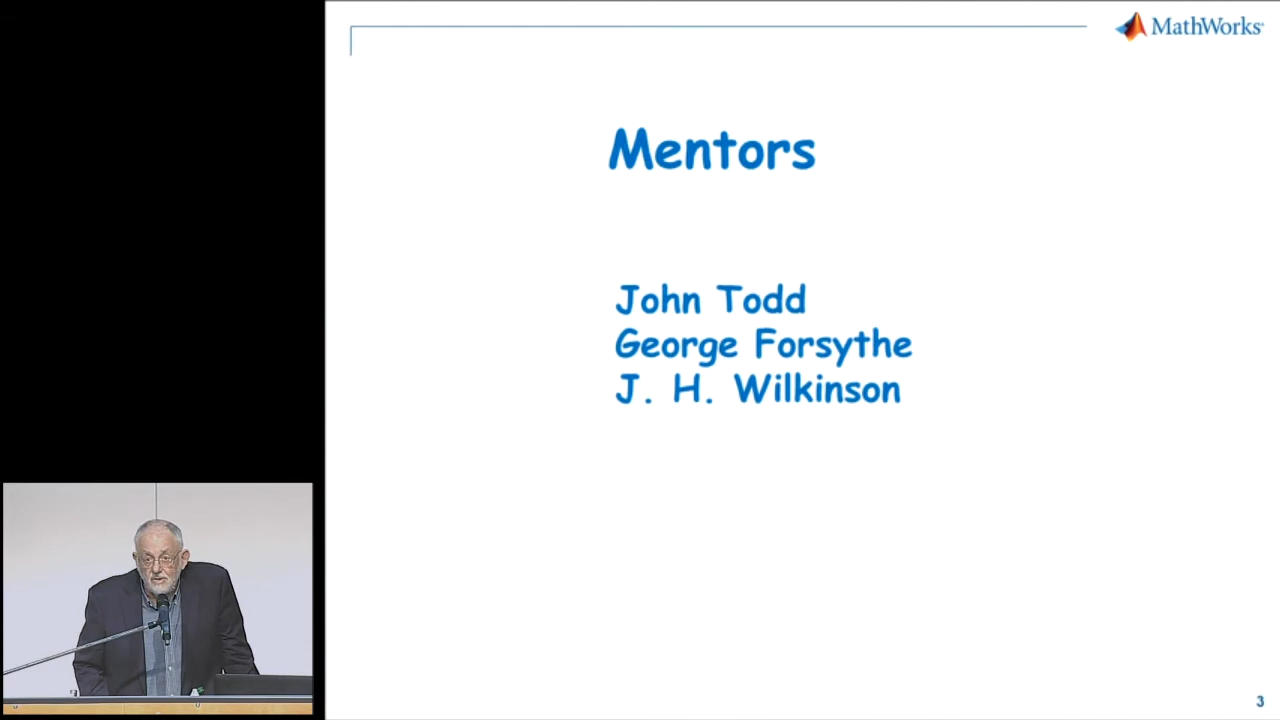 MathWorks
Mentors
John Todd
George Forsythe
J. H. Wilkinson
3